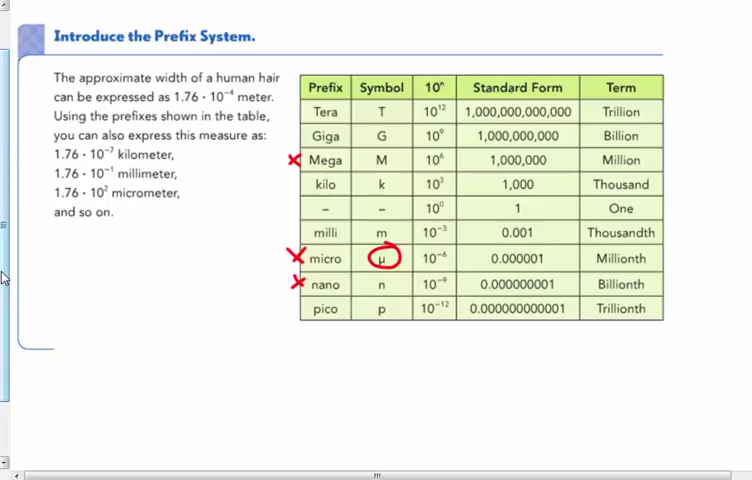 Introduce the Prefix System.
The approximate width of a human hair
can be expressed as 1.76 · 10⁻⁴ meter.
Using the prefixes shown in the table,
you can also express this measure as:
1.76 · 10⁻⁷ kilometer,
1.76 · 10⁻¹ millimeter,
1.76 · 10² micrometer,
and so on.
Prefix Symbol 10ⁿ Standard Form Term
Tera T 10¹² 1,000,000,000,000 Trillion
Giga G 10⁹ 1,000,000,000 Billion
Mega M 10⁶ 1,000,000 Million
kilo k 10³ 1,000 Thousand
– – 10⁰ 1 One
milli m 10⁻³ 0.001 Thousandth
micro μ 10⁻⁶ 0.000001 Millionth
nano n 10⁻⁹ 0.000000001 Billionth
pico p 10⁻¹² 0.000000000001 Trillionth